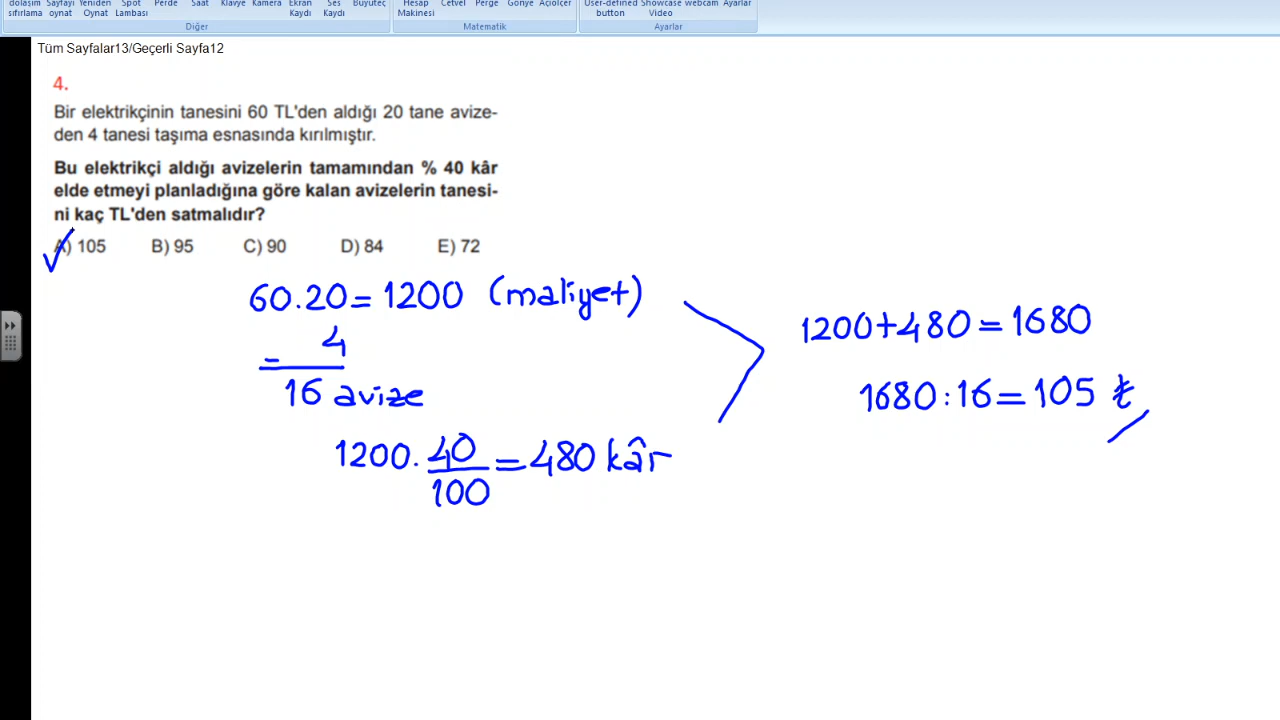 dolaşım Sayfayı Yeniden Spot Perde Saat Klavye Kamera Ekran Ses Büyüteç Hesap Cetvel Perge Gönye Açıölçer User-defined Showcase webcam Ayarlar
sıfırlama oynat Oynat Lambası Kaydı Kaydı Makinesi button Video
Diğer Matematik Ayarlar
Tüm Sayfalar13/Geçerli Sayfa12
4.
Bir elektrikçinin tanesini 60 TL'den aldığı 20 tane avize-
den 4 tanesi taşıma esnasında kırılmıştır.
Bu elektrikçi aldığı avizelerin tamamından % 40 kâr
elde etmeyi planladığına göre kalan avizelerin tanesi-
ni kaç TL'den satmalıdır?
A) 105 B) 95 C) 90 D) 84 E) 72
60.20=1200 (maliyet)
4
=
16 avize
1200.40/100=480 kâr
1200+480=1680
1680:16=105 ₺